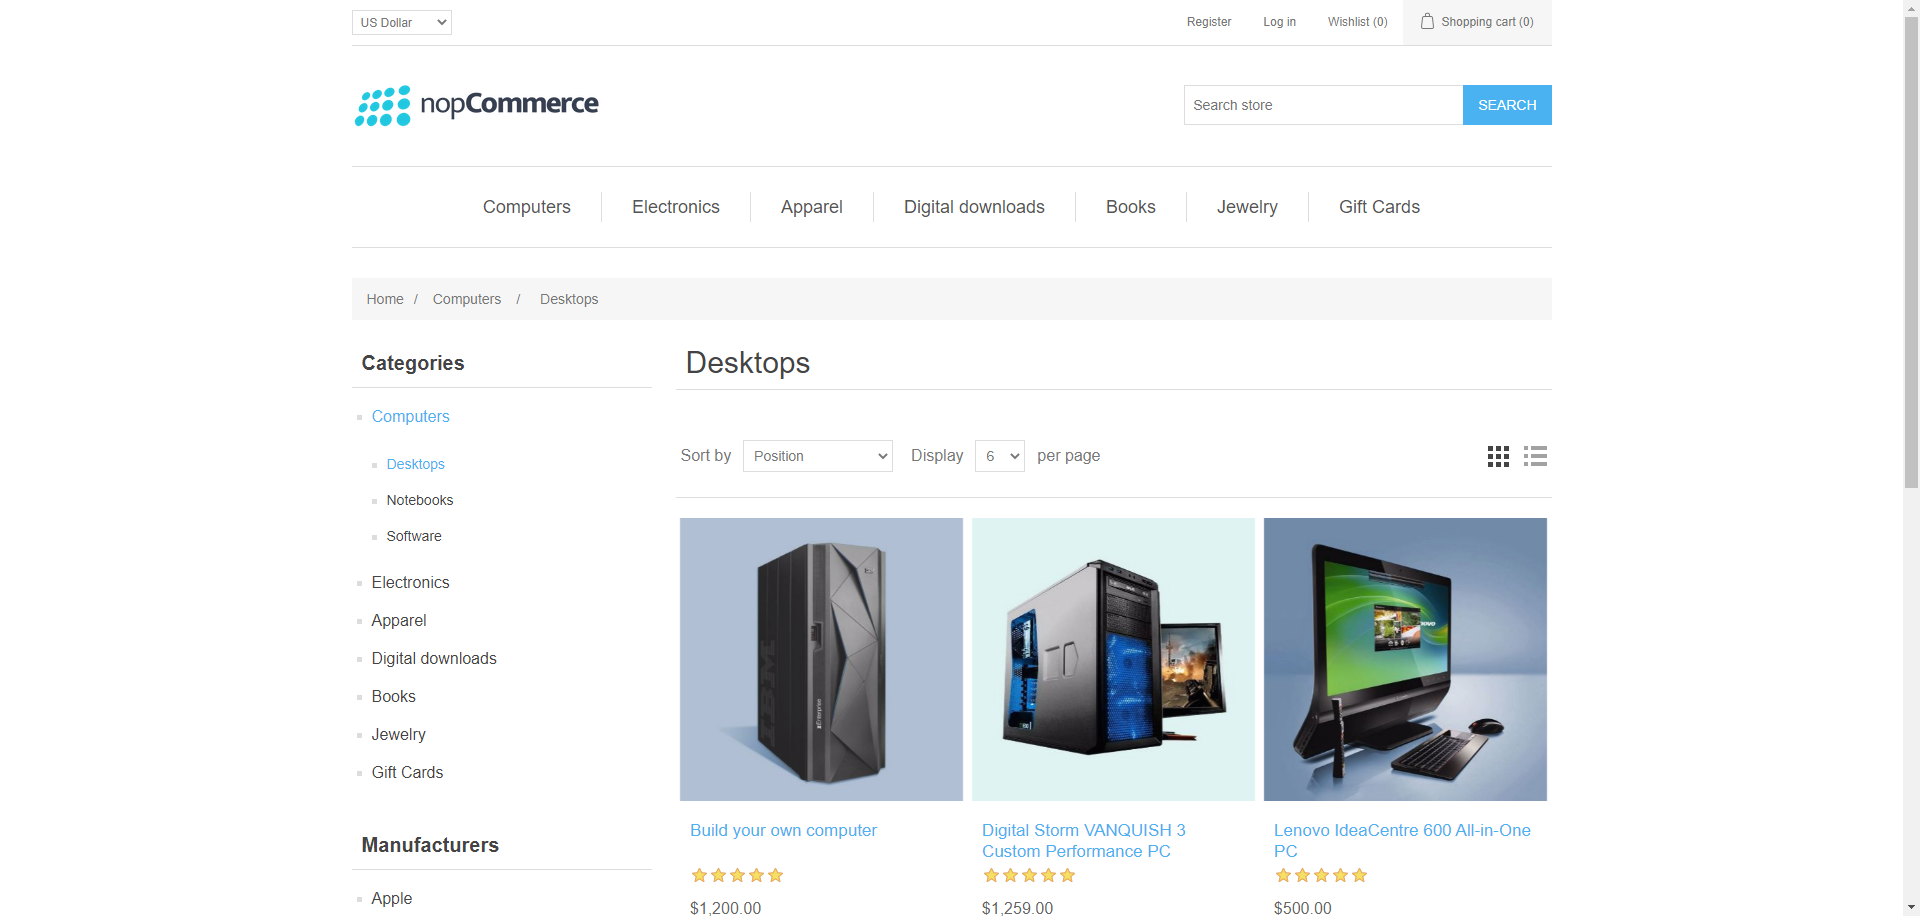 US Dollar
Register
Log in
Wishlist (0)
Shopping cart (0)
nopCommerce
Search store
SEARCH
Computers
Electronics
Apparel
Digital downloads
Books
Jewelry
Gift Cards
Home / Computers / Desktops
Categories
Computers
Desktops
Notebooks
Software
Electronics
Apparel
Digital downloads
Books
Jewelry
Gift Cards
Manufacturers
Apple
Desktops
Sort by
Position
Display
6
per page
IBM
Build your own computer
$1,200.00
Digital Storm VANQUISH 3
Custom Performance PC
$1,259.00
Lenovo IdeaCentre 600 All-in-One
PC
$500.00